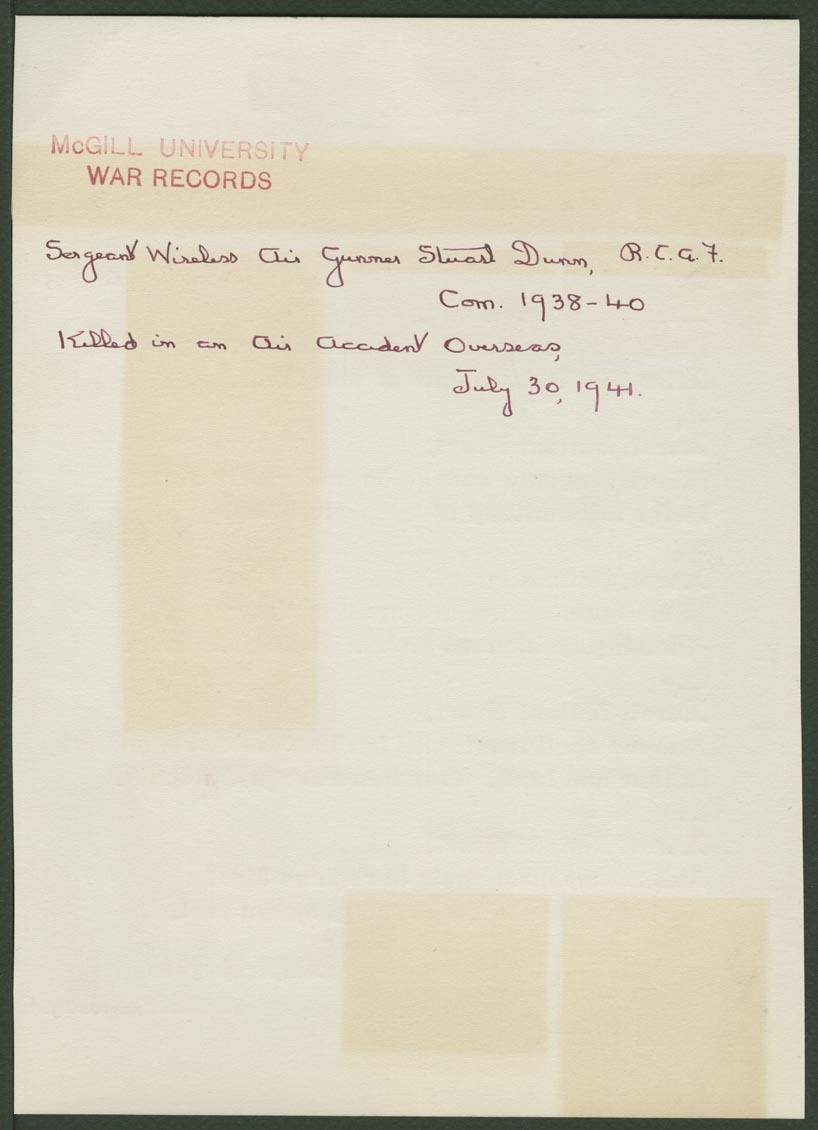 McGILL UNIVERSITY
WAR RECORDS
Sergeant Wireless Air Gunner Stuart Dunn, R.C.A.F.
Com. 1938-40
Killed in an Air Accident Overseas,
July 30, 1941.